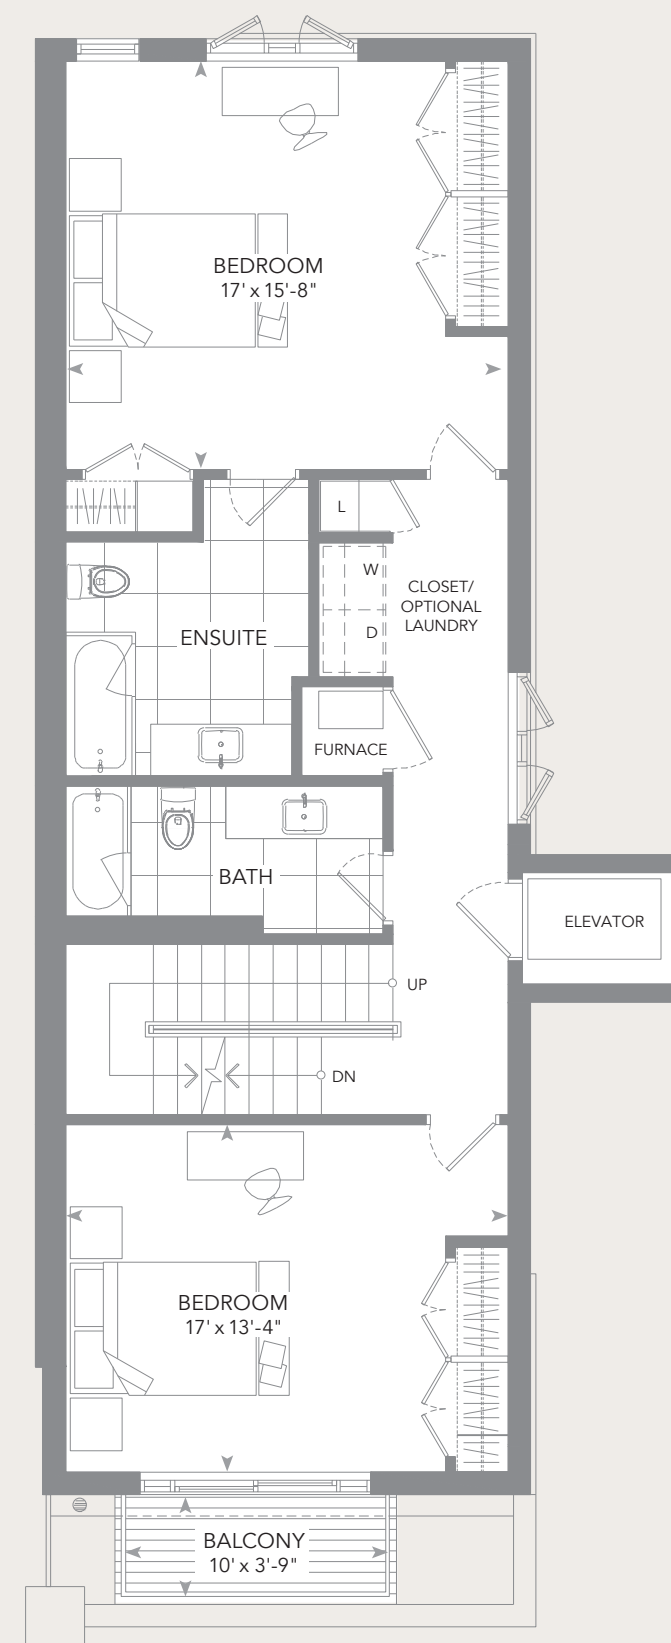 BEDROOM
17' x 15'-8"
L
W
D
CLOSET/
OPTIONAL
LAUNDRY
ENSUITE
FURNACE
BATH
ELEVATOR
UP
DN
BEDROOM
17' x 13'-4"
BALCONY
10' x 3'-9"